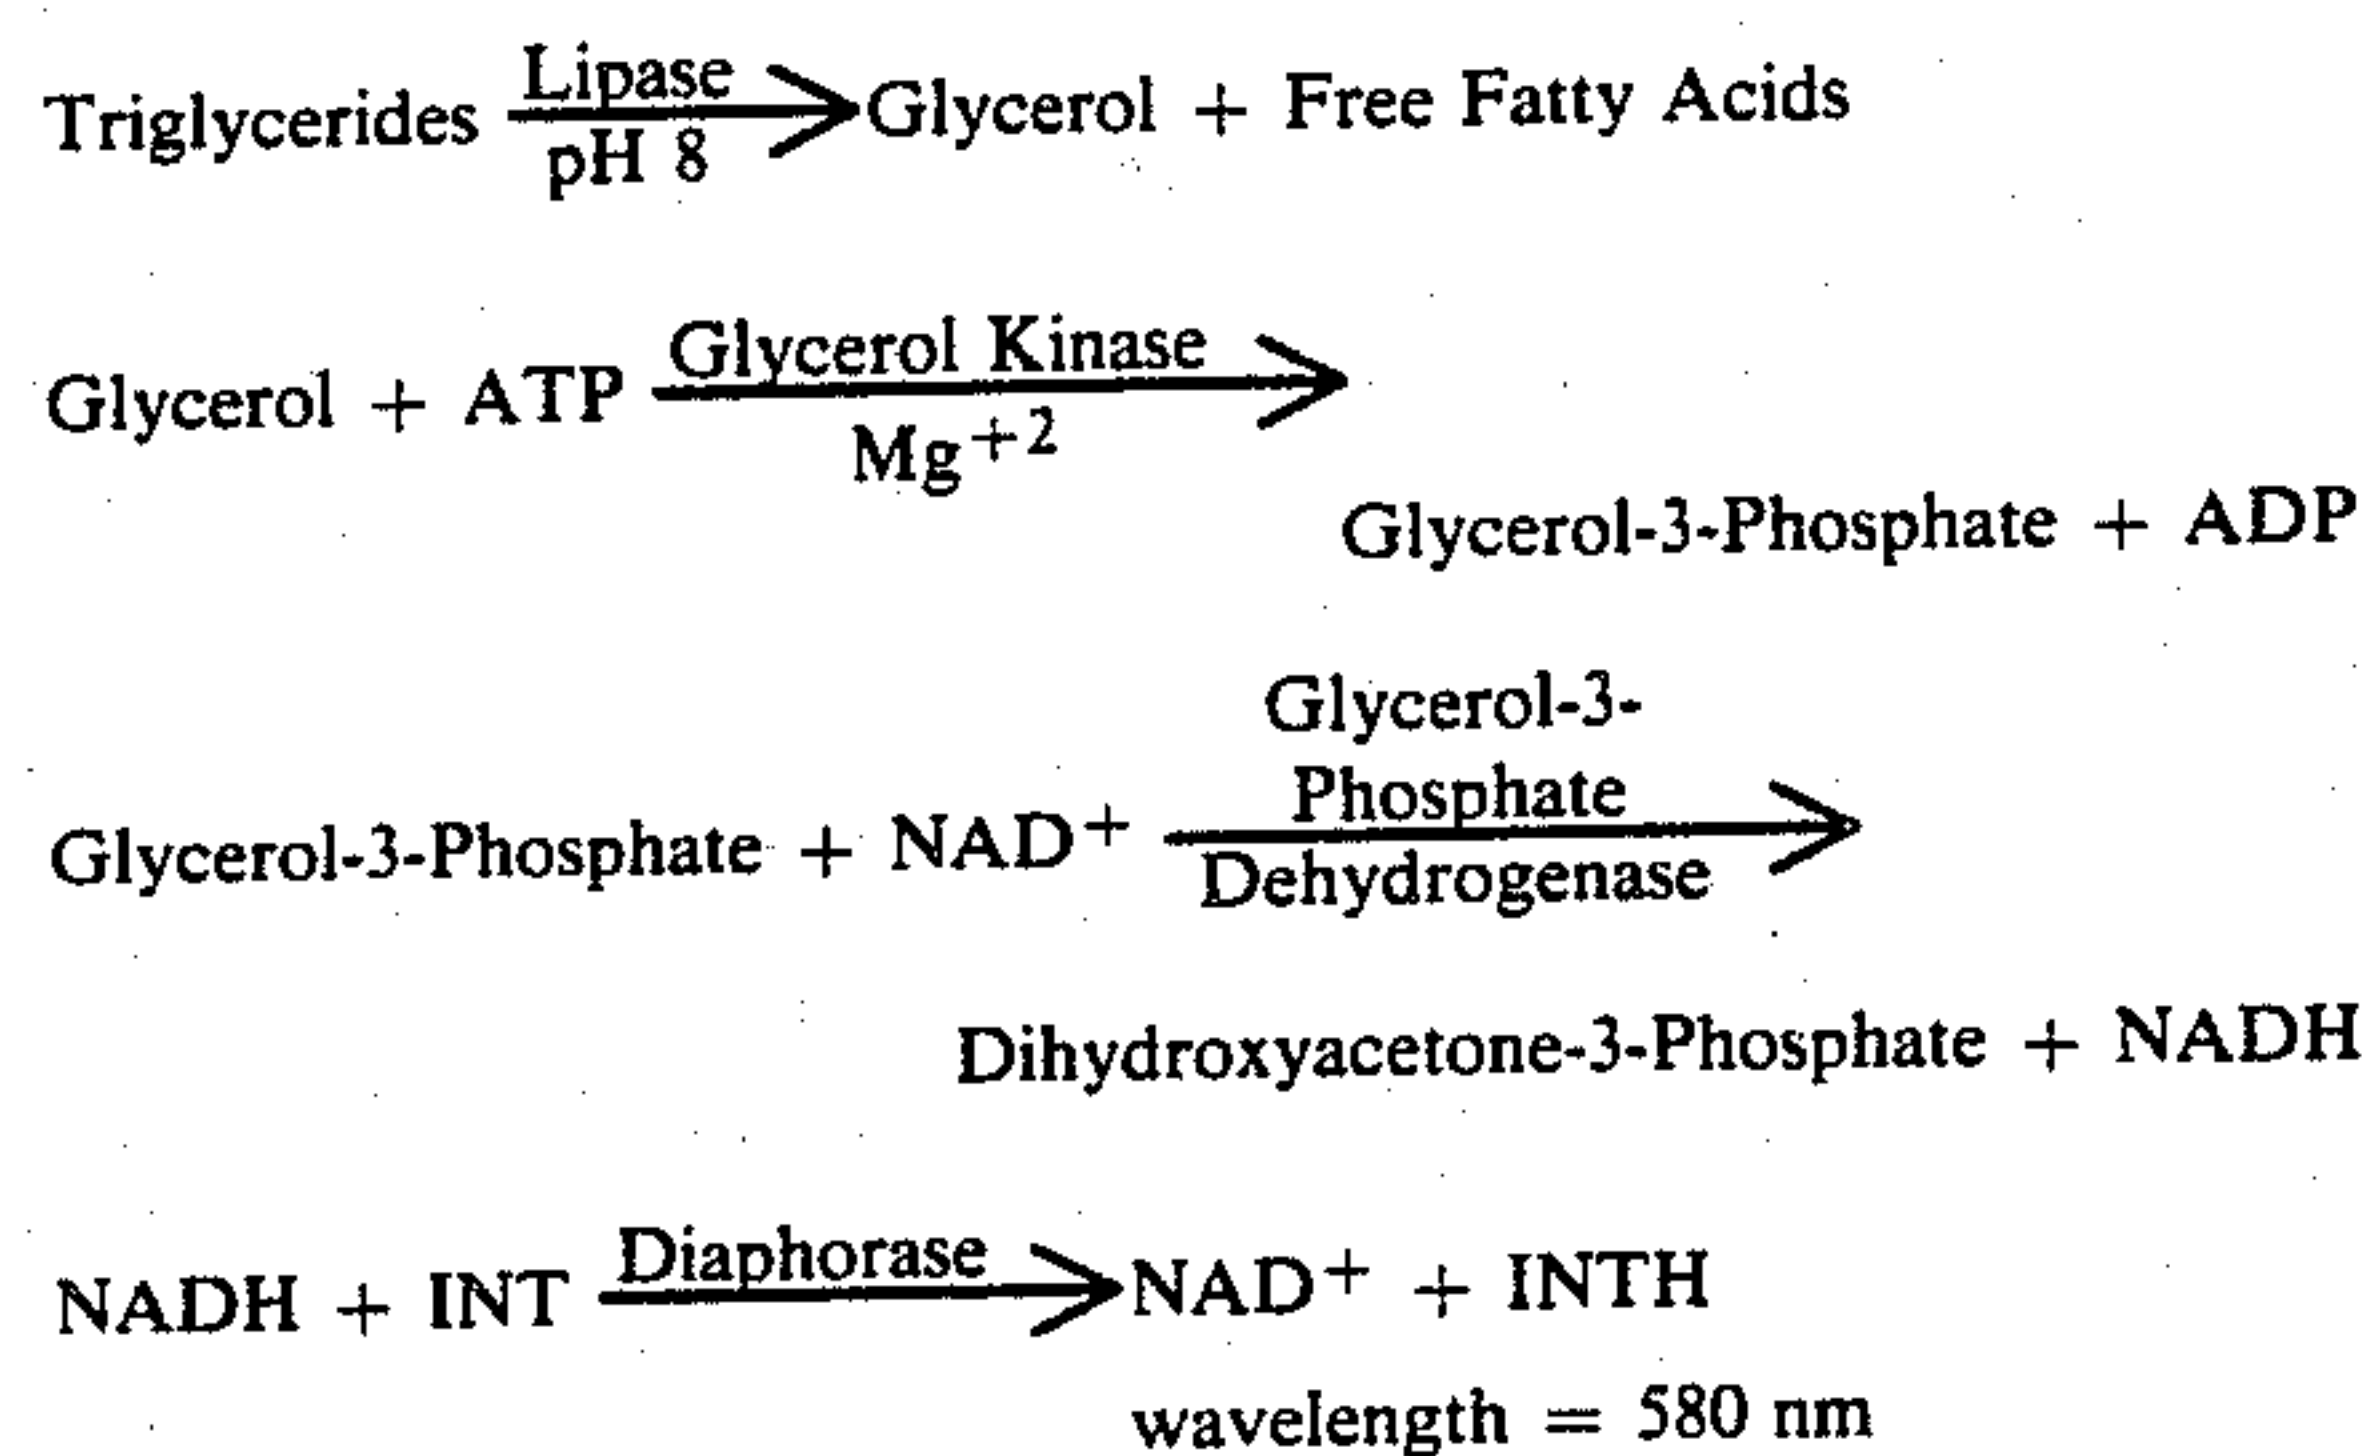 Lipase
Triglycerides ⟶ Glycerol + Free Fatty Acids
pH 8
Glycerol Kinase
Glycerol + ATP ⟶
Mg+2
Glycerol-3-Phosphate + ADP
Glycerol-3-
Phosphate
Glycerol-3-Phosphate + NAD+ ⟶
Dehydrogenase
Dihydroxyacetone-3-Phosphate + NADH
Diaphorase
NADH + INT ⟶ NAD+ + INTH
wavelength = 580 nm